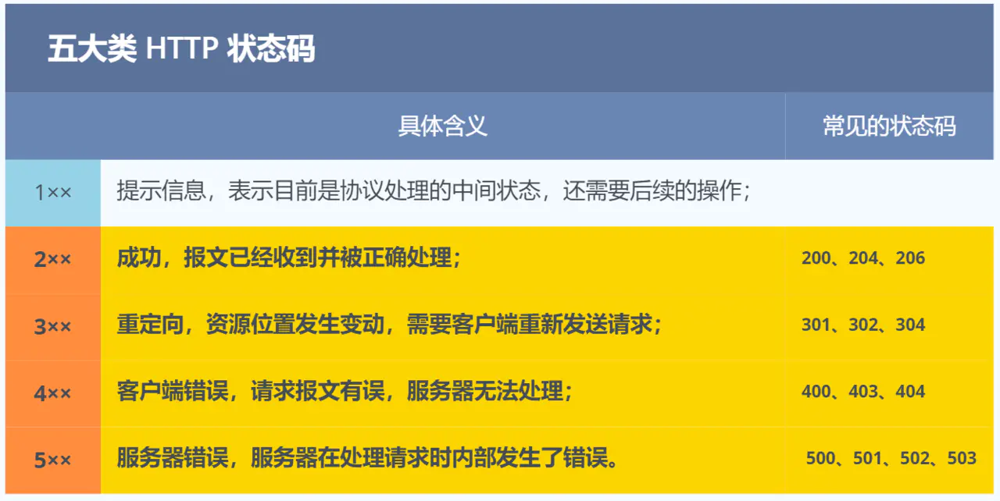 五大类 HTTP 状态码
具体含义 常见的状态码
1×× 提示信息，表示目前是协议处理的中间状态，还需要后续的操作；
2×× 成功，报文已经收到并被正确处理； 200、204、206
3×× 重定向，资源位置发生变动，需要客户端重新发送请求； 301、302、304
4×× 客户端错误，请求报文有误，服务器无法处理； 400、403、404
5×× 服务器错误，服务器在处理请求时内部发生了错误。 500、501、502、503